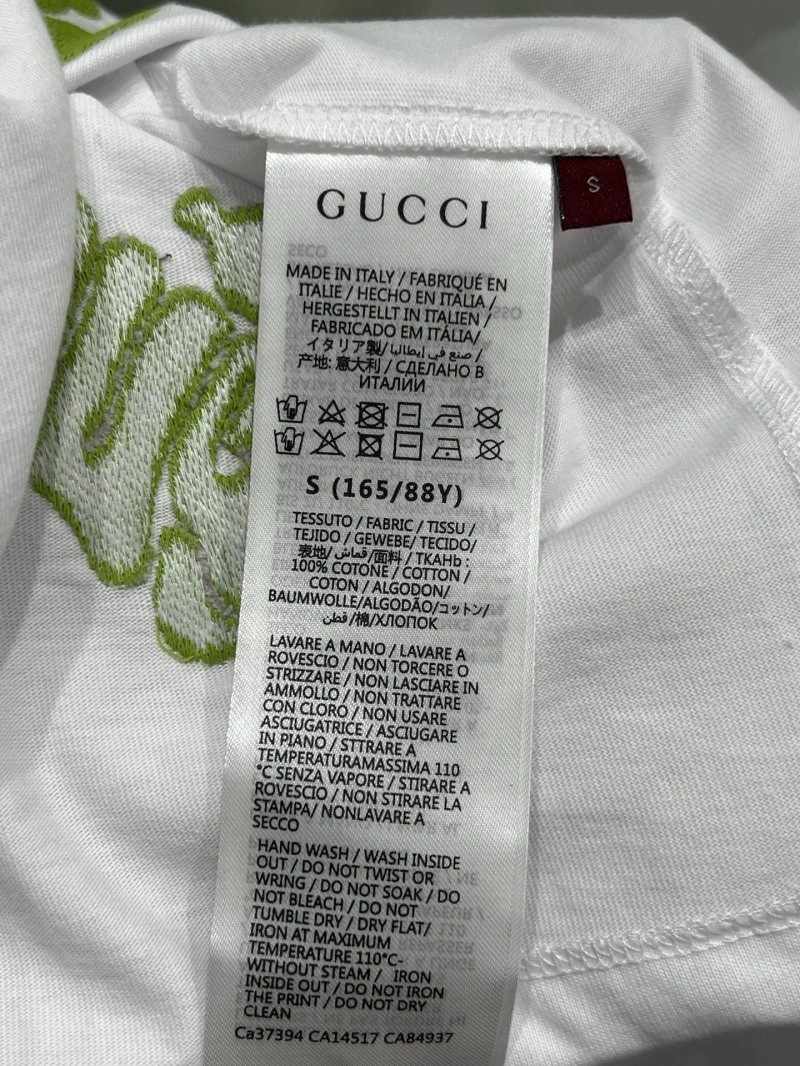 GUCCI
S
MADE IN ITALY / FABRIQUÉ EN
ITALIE / HECHO EN ITALIA /
HERGESTELLT IN ITALIEN /
FABRICADO EM ITÁLIA/
イタリア製/صنع في إيطاليا /
产地: 意大利 / СДЕЛАНО В
ИТАЛИИ
S (165/88Y)
TESSUTO / FABRIC / TISSU /
TEJIDO / GEWEBE/ TECIDO/
表地/ قماش /面料 / TKAHb :
100% COTONE / COTTON /
COTON / ALGODON/
BAUMWOLLE/ALGODÃO/コットン/
قطن /棉/ХЛОПОК
LAVARE A MANO / LAVARE A
ROVESCIO / NON TORCERE O
STRIZZARE / NON LASCIARE IN
AMMOLLO / NON TRATTARE
CON CLORO / NON USARE
ASCIUGATRICE / ASCIUGARE
IN PIANO / STTRARE A
TEMPERATURAMASSIMA 110
°C SENZA VAPORE / STIRARE A
ROVESCIO / NON STIRARE LA
STAMPA/ NONLAVARE A
SECCO
HAND WASH / WASH INSIDE
OUT / DO NOT TWIST OR
WRING / DO NOT SOAK / DO
NOT BLEACH / DO NOT
TUMBLE DRY / DRY FLAT/
IRON AT MAXIMUM
TEMPERATURE 110°C-
WITHOUT STEAM / IRON
INSIDE OUT / DO NOT IRON
THE PRINT / DO NOT DRY
CLEAN
Ca37394 CA14517 CA84937